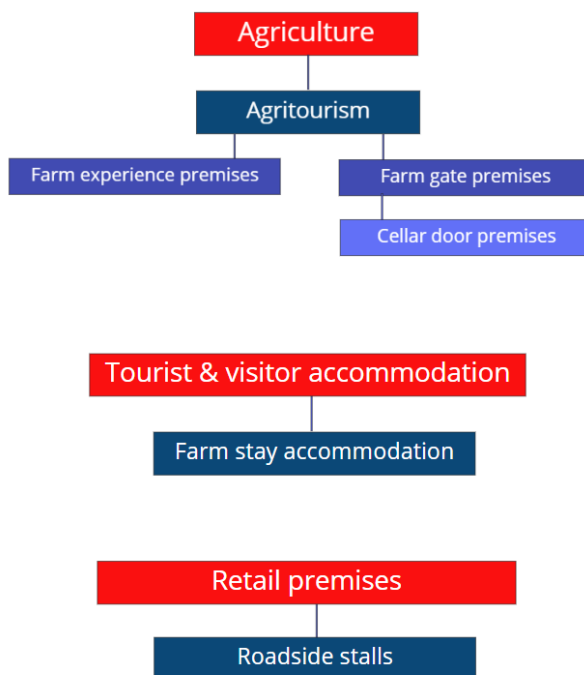 Agriculture
Agritourism
Farm experience premises
Farm gate premises
Cellar door premises
Tourist & visitor accommodation
Farm stay accommodation
Retail premises
Roadside stalls